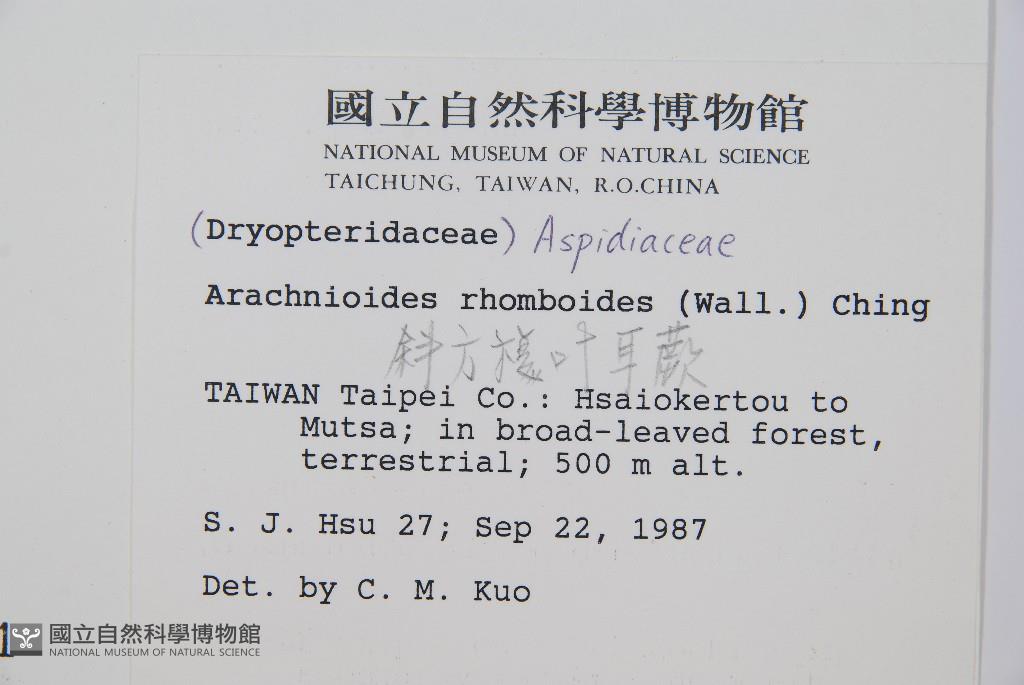 國立自然科學博物館
NATIONAL MUSEUM OF NATURAL SCIENCE
TAICHUNG, TAIWAN, R.O.CHINA
(Dryopteridaceae) Aspidiaceae
Arachnioides rhomboides (Wall.) Ching
斜方複叶耳蕨
TAIWAN Taipei Co.: Hsaiokertou to
Mutsa; in broad-leaved forest,
terrestrial; 500 m alt.
S. J. Hsu 27; Sep 22, 1987
Det. by C. M. Kuo
國立自然科學博物館
NATIONAL MUSEUM OF NATURAL SCIENCE